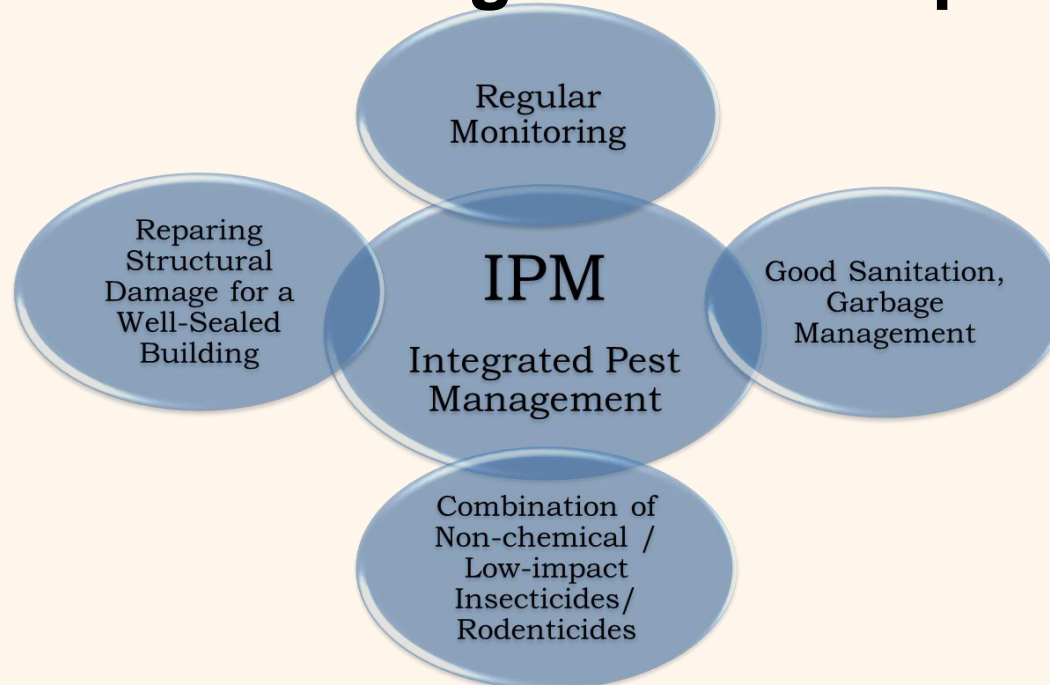 Regular
Monitoring
Reparing
Structural
Damage for a
Well-Sealed
Building
IPM
Integrated Pest
Management
Good Sanitation,
Garbage
Management
Combination of
Non-chemical /
Low-impact
Insecticides/
Rodenticides